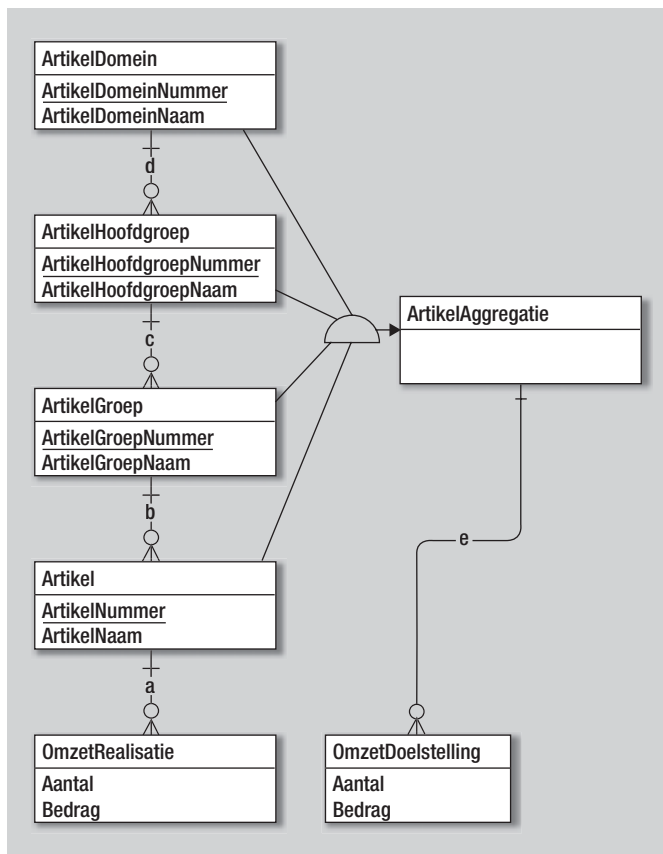 ArtikelDomein
ArtikelDomeinNummer
ArtikelDomeinNaam
d
ArtikelHoofdgroep
ArtikelHoofdgroepNummer
ArtikelHoofdgroepNaam
c
ArtikelGroep
ArtikelGroepNummer
ArtikelGroepNaam
b
Artikel
ArtikelNummer
ArtikelNaam
a
OmzetRealisatie
Aantal
Bedrag
ArtikelAggregatie
e
OmzetDoelstelling
Aantal
Bedrag